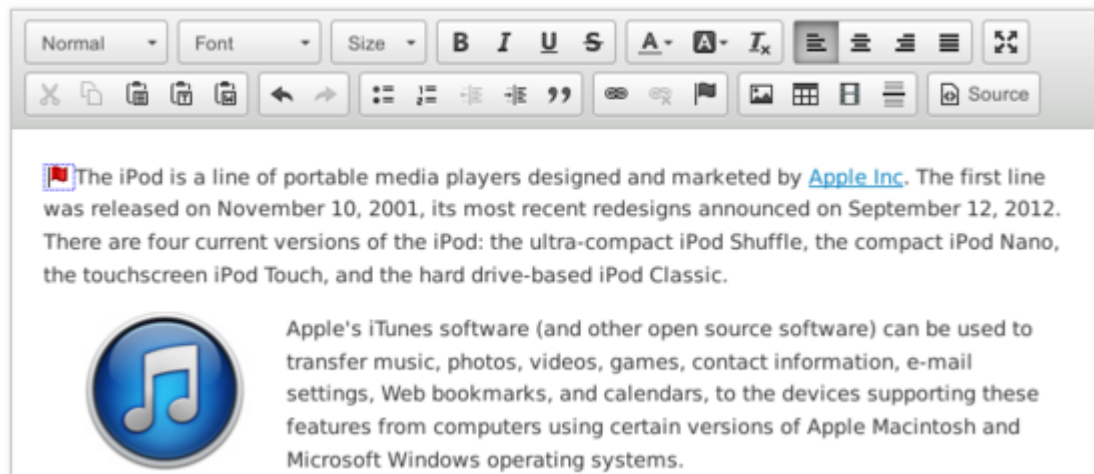 Normal Font Size B I U S A A Ix
Source
The iPod is a line of portable media players designed and marketed by Apple Inc. The first line
was released on November 10, 2001, its most recent redesigns announced on September 12, 2012.
There are four current versions of the iPod: the ultra-compact iPod Shuffle, the compact iPod Nano,
the touchscreen iPod Touch, and the hard drive-based iPod Classic.
Apple's iTunes software (and other open source software) can be used to
transfer music, photos, videos, games, contact information, e-mail
settings, Web bookmarks, and calendars, to the devices supporting these
features from computers using certain versions of Apple Macintosh and
Microsoft Windows operating systems.